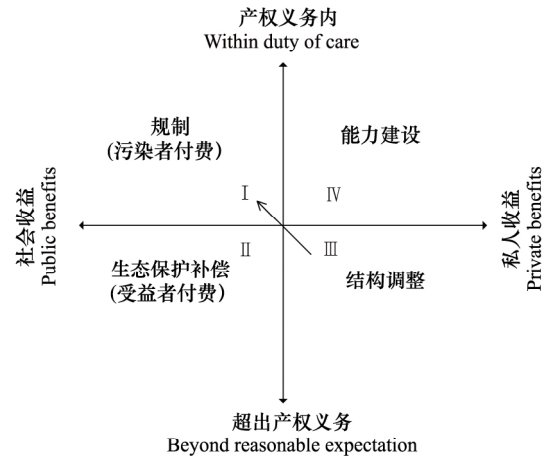 产权义务内
Within duty of care
规制
(污染者付费)
能力建设
社会收益
Public benefits
I
IV
私人收益
Private benefits
II
III
生态保护补偿
(受益者付费)
结构调整
超出产权义务
Beyond reasonable expectation